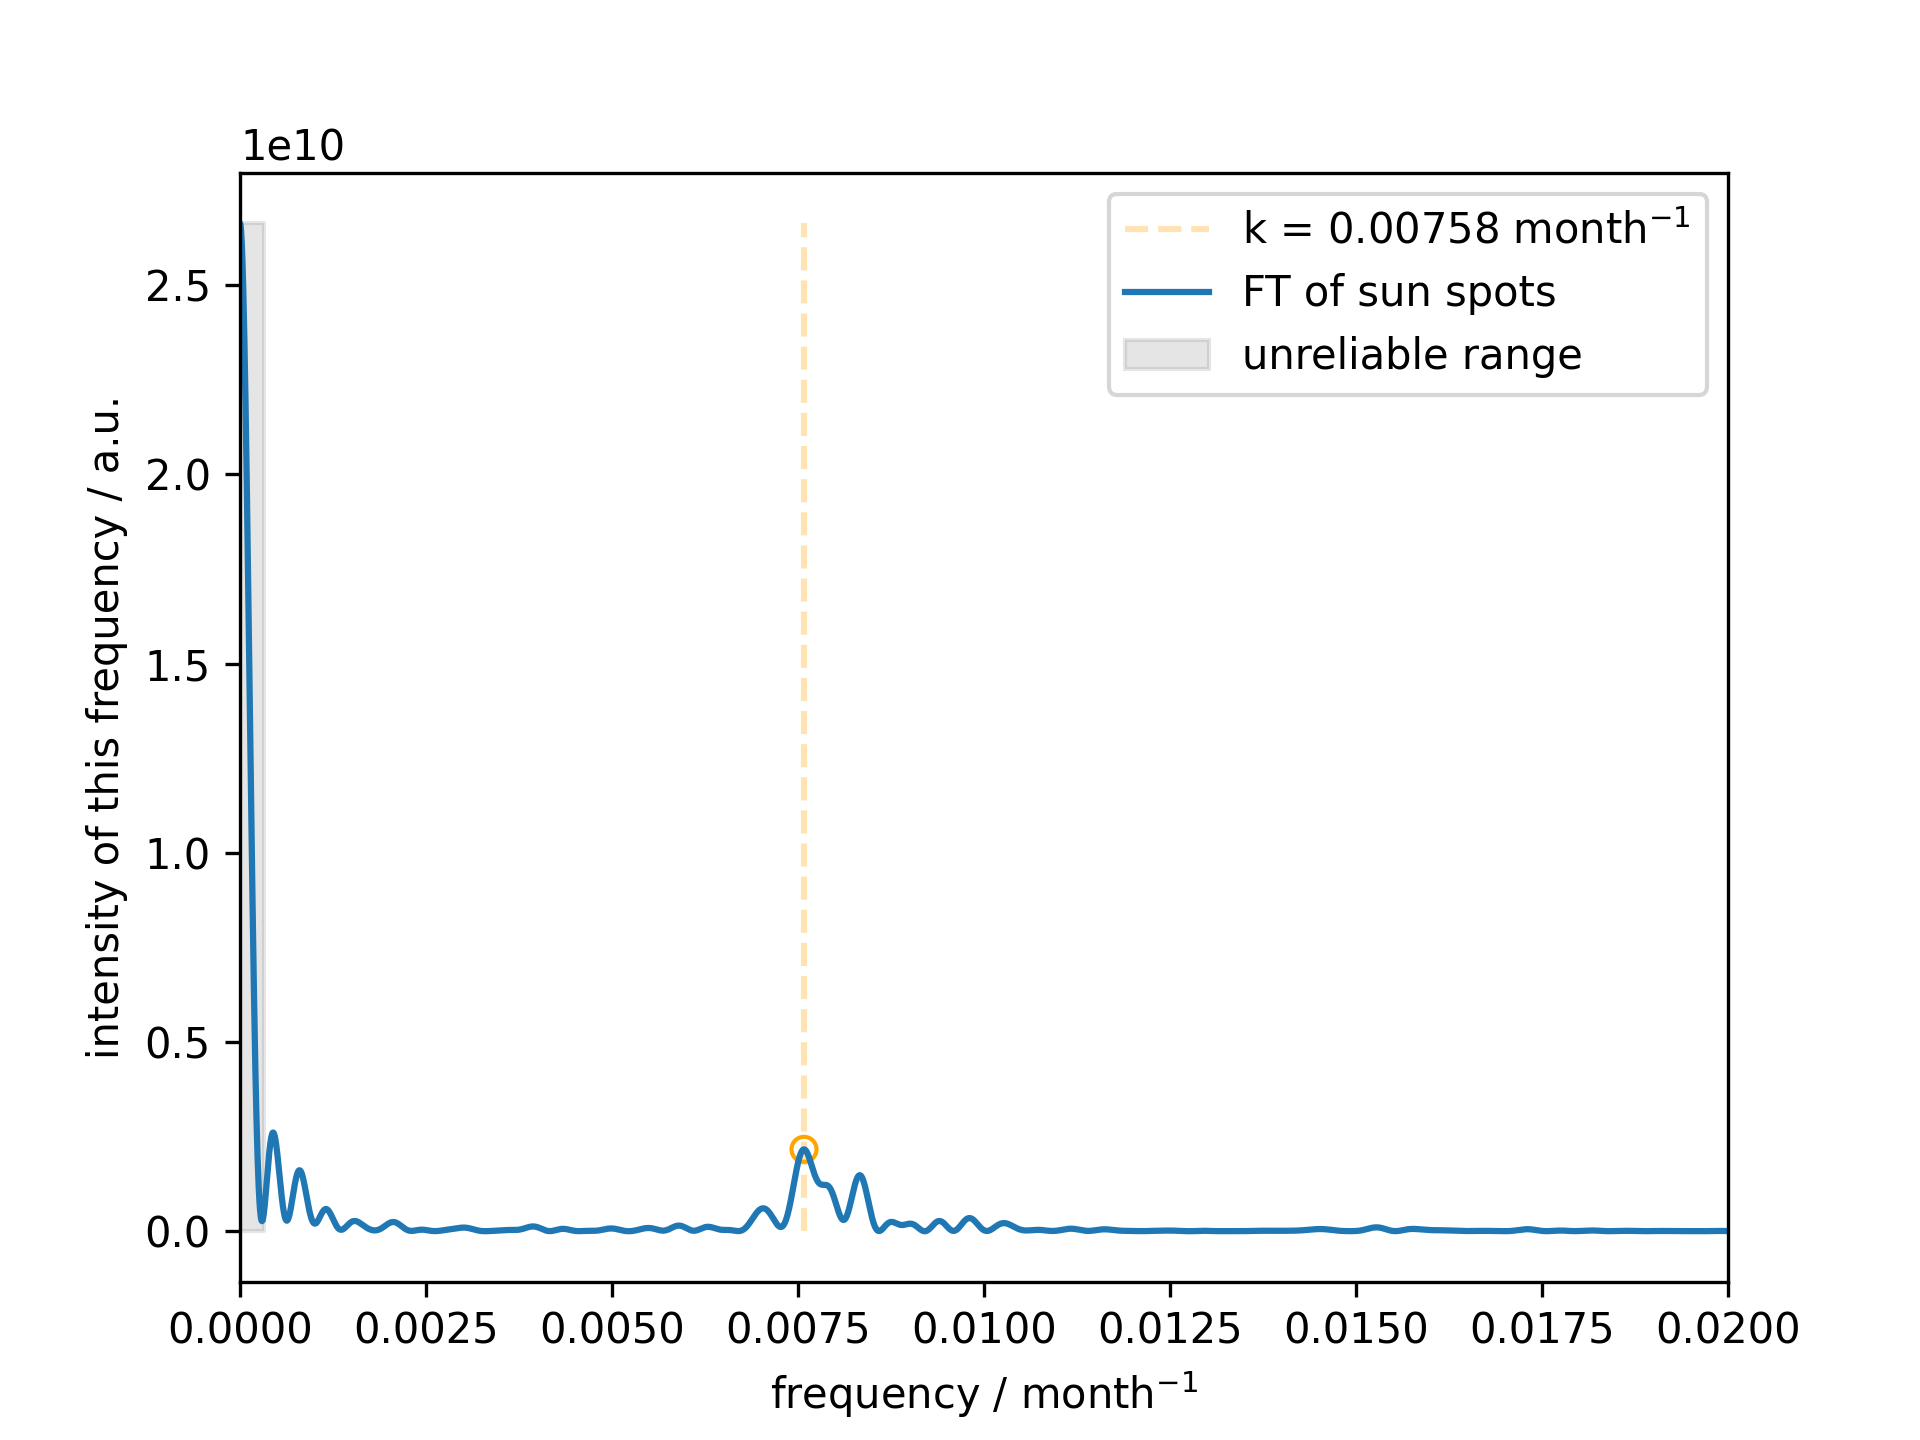 1e10
k = 0.00758 month⁻¹
FT of sun spots
unreliable range
2.5
2.0
1.5
1.0
0.5
0.0
intensity of this frequency / a.u.
0.0000 0.0025 0.0050 0.0075 0.0100 0.0125 0.0150 0.0175 0.0200
frequency / month⁻¹